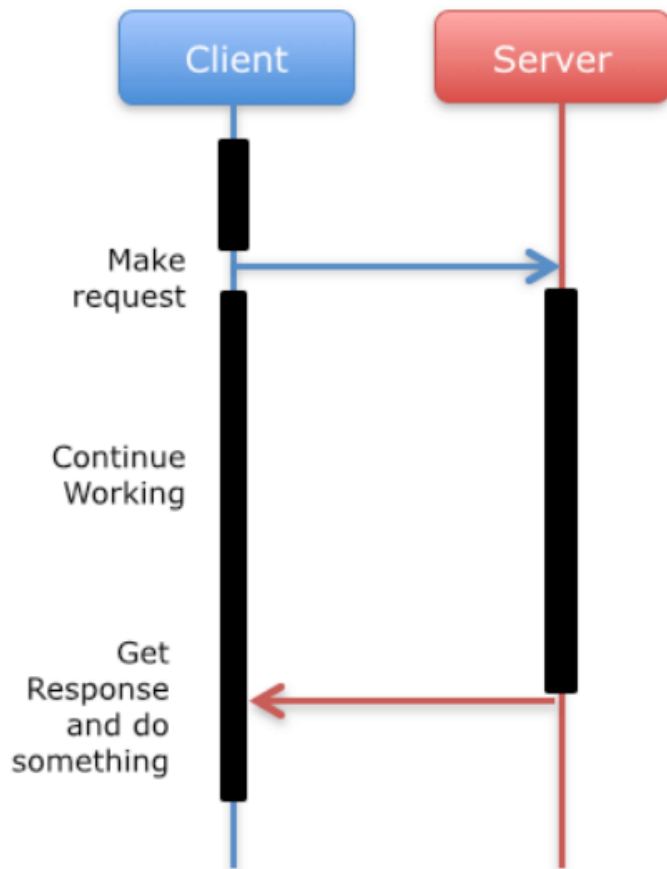 Client
Server
Make
request
Continue
Working
Get
Response
and do
something